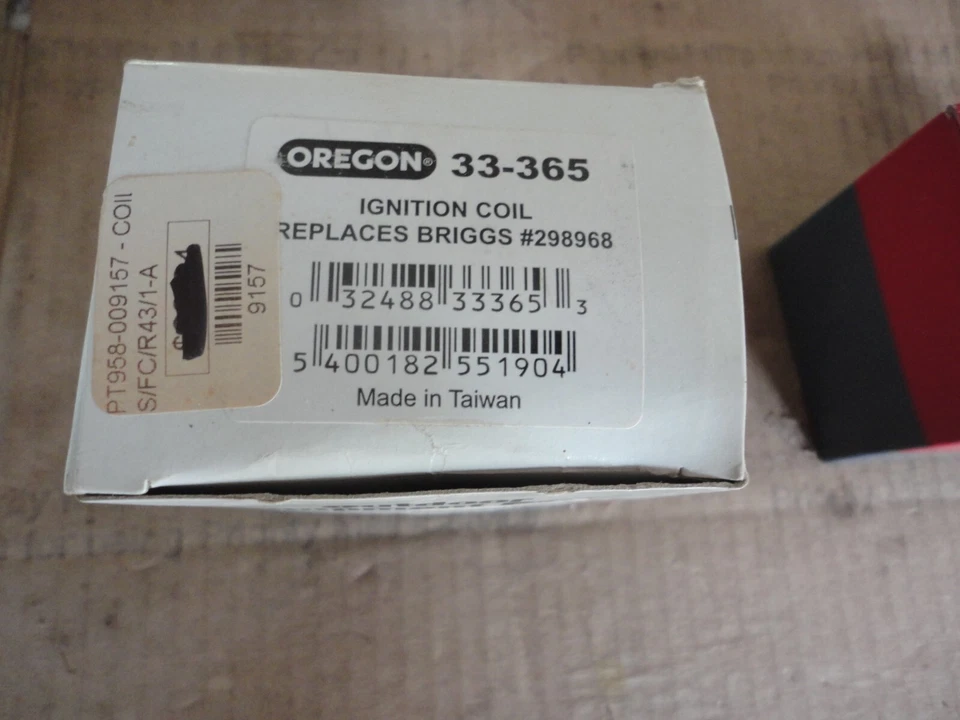 OREGON® 33-365
IGNITION COIL
REPLACES BRIGGS #298968
0 32488 33365 3
5 400182 551904
Made in Taiwan
PT958-009157 - COIl
S/FC/R43/1-A
4
9157